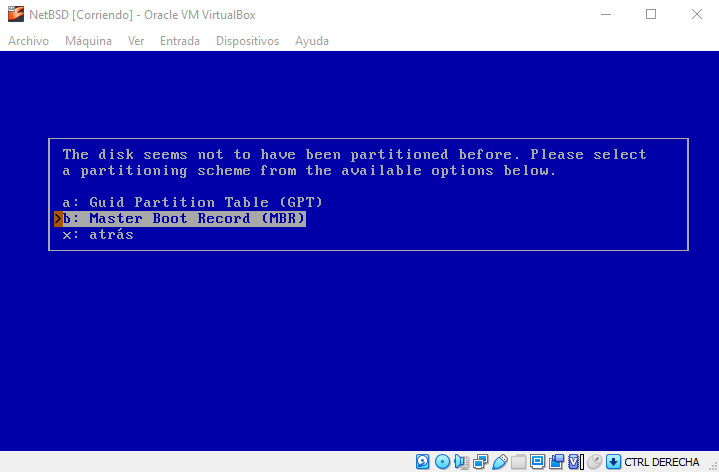 NetBSD [Corriendo] - Oracle VM VirtualBox
Archivo Máquina Ver Entrada Dispositivos Ayuda
The disk seems not to have been partitioned before. Please select
a partitioning scheme from the available options below.
a: Guid Partition Table (GPT)
>b: Master Boot Record (MBR)
x: atrás
CTRL DERECHA